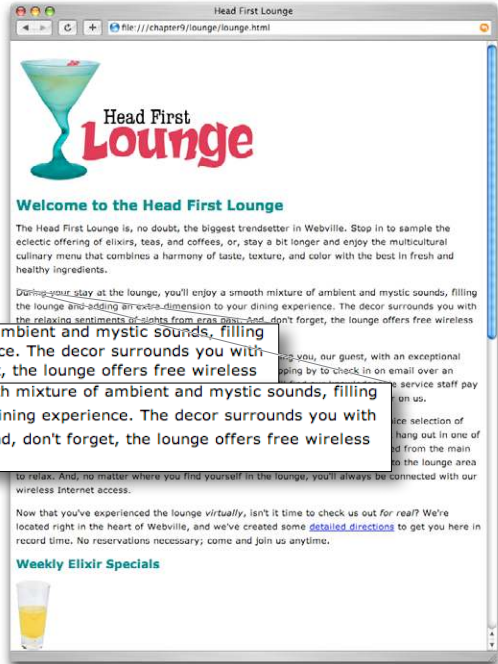 Head First Lounge
file:///chapter9/lounge/lounge.html
Head First
Lounge
Welcome to the Head First Lounge
The Head First Lounge is, no doubt, the biggest trendsetter in Webville. Stop in to sample the
eclectic offering of elixirs, teas, and coffees, or, stay a bit longer and enjoy the multicultural
culinary menu that combines a harmony of taste, texture, and color with the best in fresh and
healthy ingredients.
During your stay at the lounge, you'll enjoy a smooth mixture of ambient and mystic sounds, filling
the lounge and adding an extra dimension to your dining experience. The decor surrounds you with
the relaxing sentiments of sights from eras past. And, don't forget, the lounge offers free wireless
mbient and mystic sounds, filling
ce. The decor surrounds you with
, the lounge offers free wireless
you, our guest, with an exceptional
ping by to check in on email over an
service staff pay
on us.
h mixture of ambient and mystic sounds, filling
ining experience. The decor surrounds you with
d, don't forget, the lounge offers free wireless
ice selection of
hang out in one of
ed from the main
to the lounge area
to relax. And, no matter where you find yourself in the lounge, you'll always be connected with our
wireless Internet access.
Now that you've experienced the lounge virtually, isn't it time to check us out for real? We're
located right in the heart of Webville, and we've created some detailed directions to get you here in
record time. No reservations necessary; come and join us anytime.
Weekly Elixir Specials